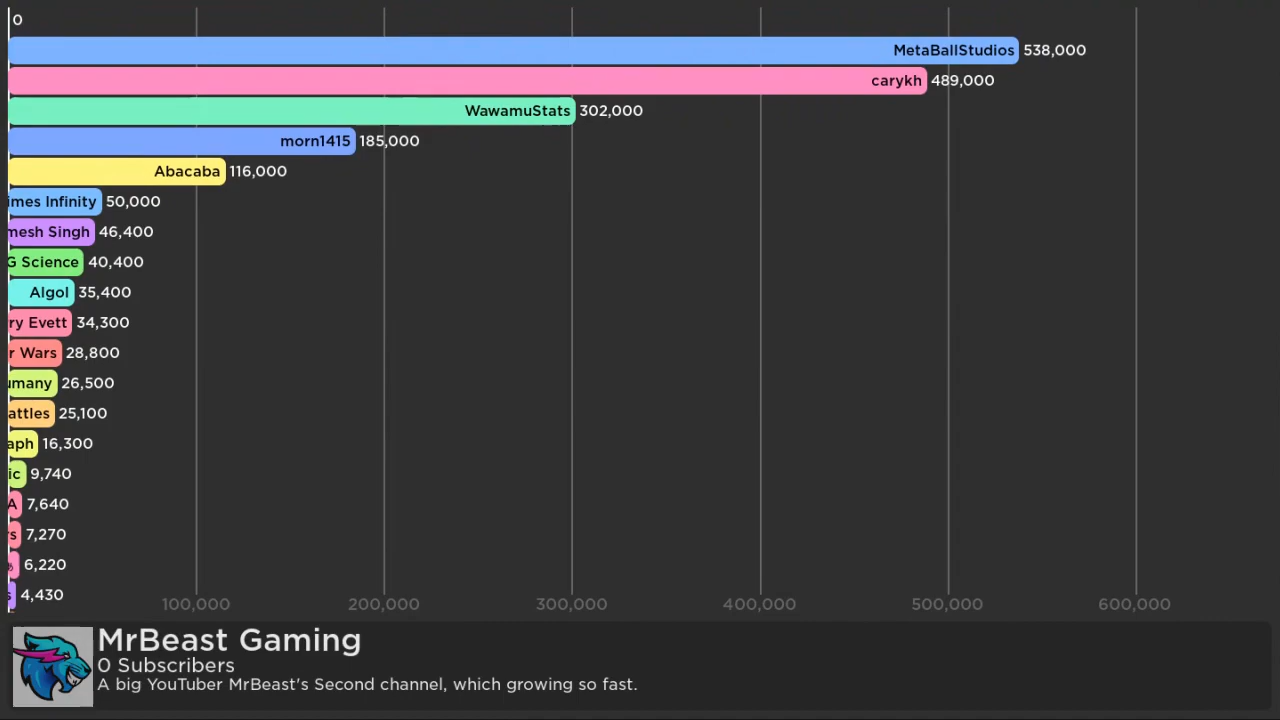 0
MetaBallStudios 538,000
carykh 489,000
WawamuStats 302,000
morn1415 185,000
Abacaba 116,000
imes Infinity 50,000
mesh Singh 46,400
G Science 40,400
Algol 35,400
ry Evett 34,300
r Wars 28,800
umany 26,500
attles 25,100
aph 16,300
ic 9,740
A 7,640
s 7,270
6,220
s 4,430
100,000 200,000 300,000 400,000 500,000 600,000
MrBeast Gaming
0 Subscribers
A big YouTuber MrBeast's Second channel, which growing so fast.